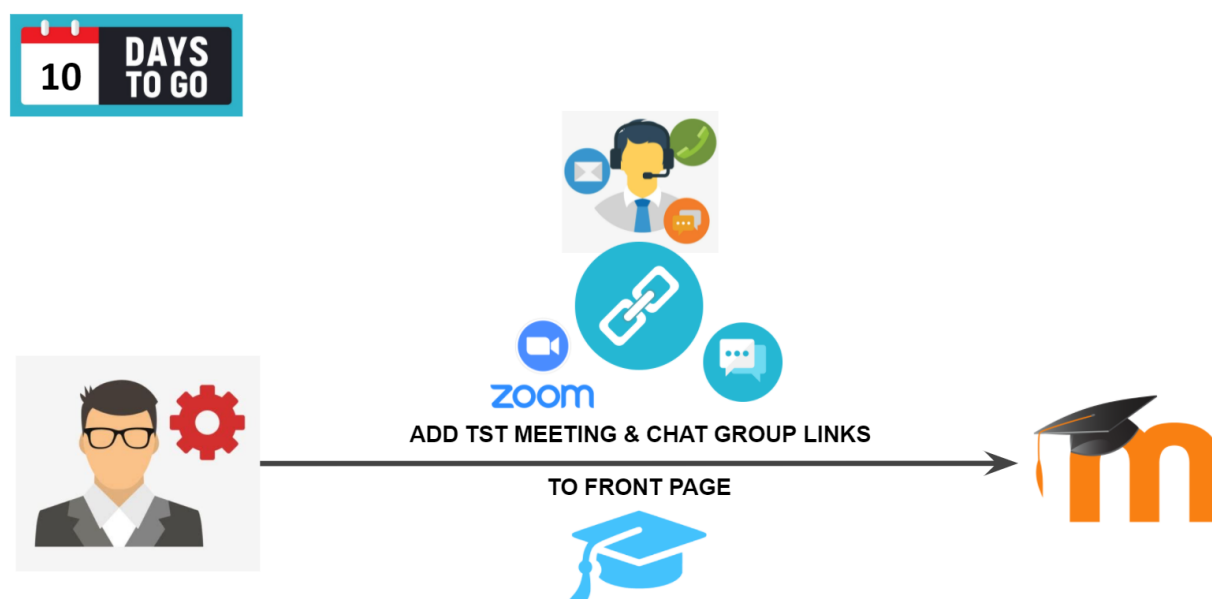 10
DAYS
TO GO
zoom
ADD TST MEETING & CHAT GROUP LINKS
TO FRONT PAGE
m